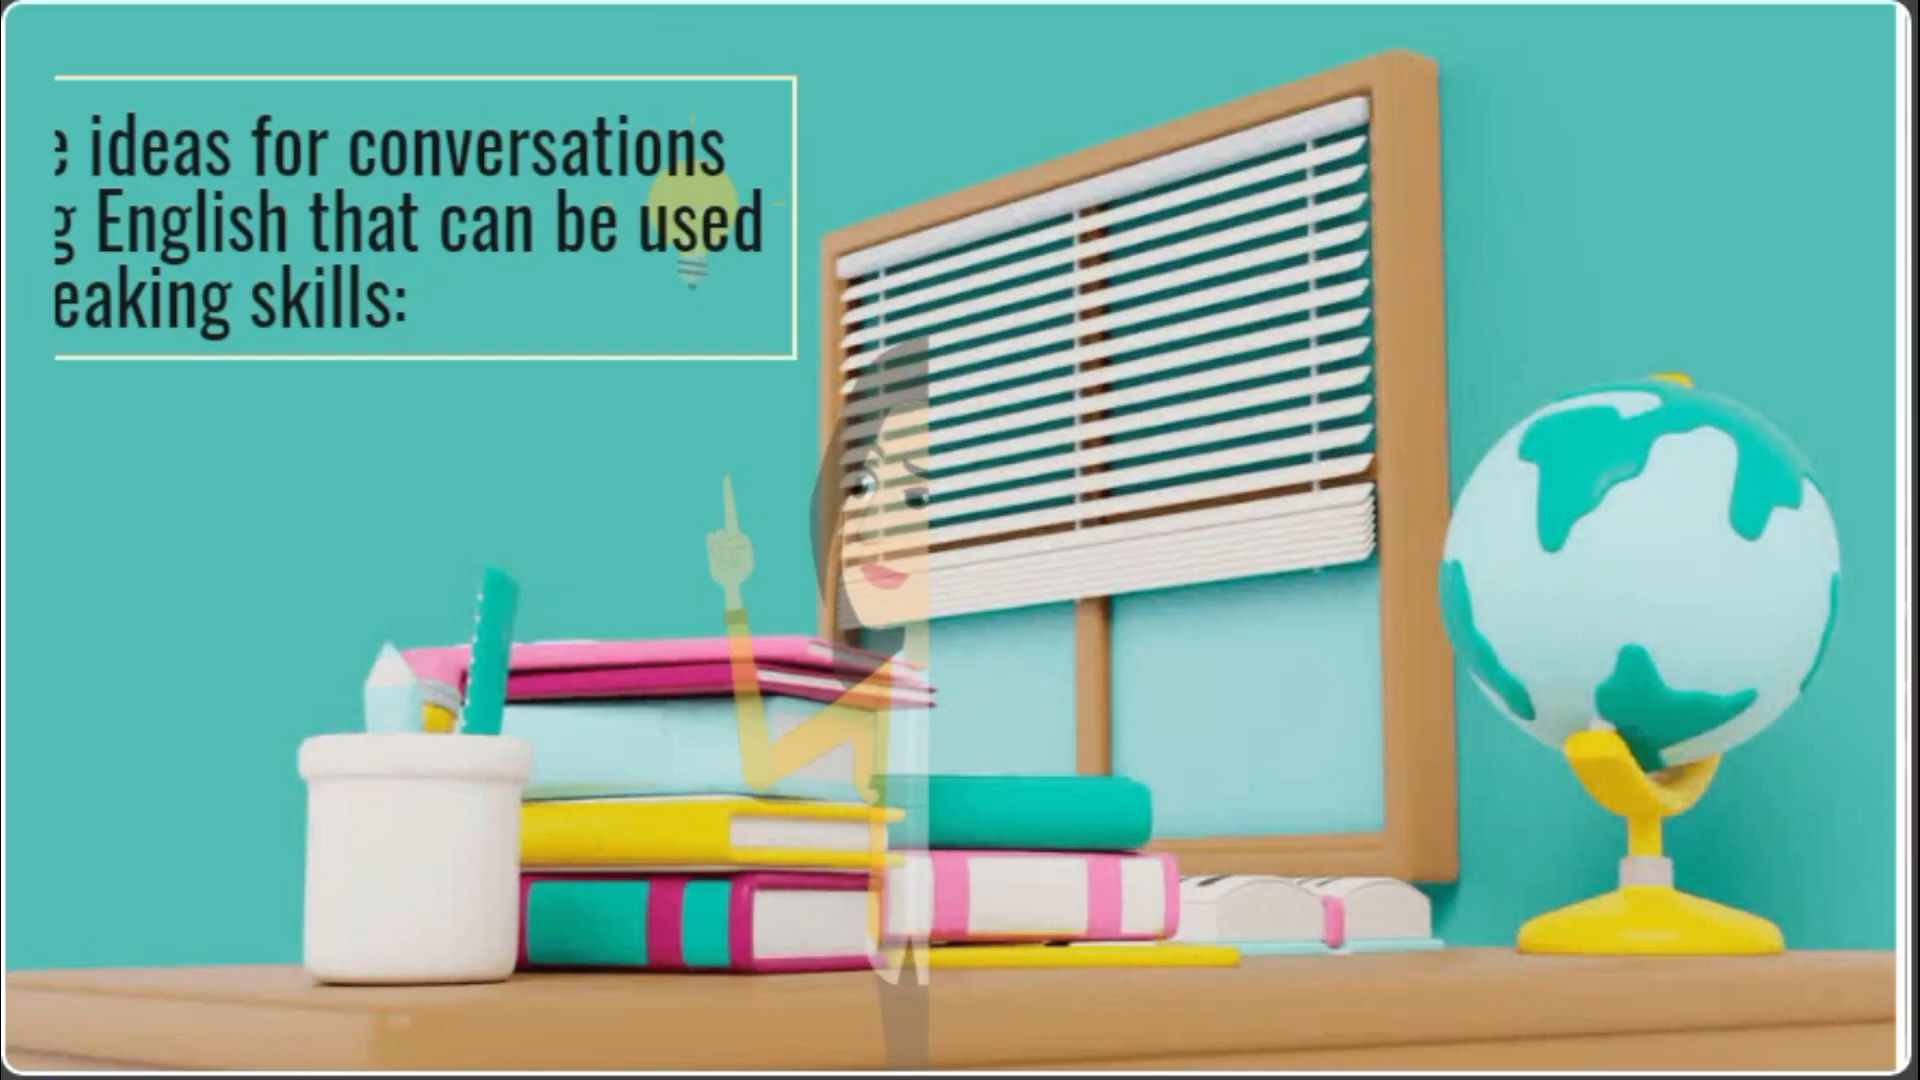 ideas for conversations
English that can be used
eaking skills: